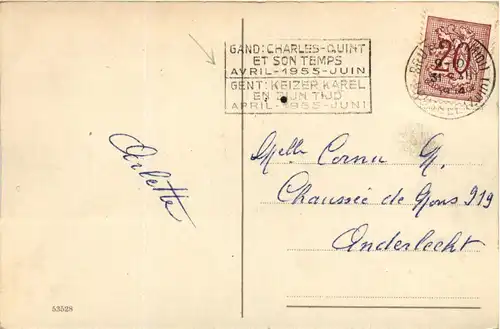 GAND: CHARLES-QUINT
ET SON TEMPS
AVRIL-1955-JUIN
GENT: KEIZER KAREL
EN ZIJN TIJD
APRIL-1955-JUNI
20
Arlette
Melle Cornu M.
Chaussée de Mons 919
Anderlecht
53528